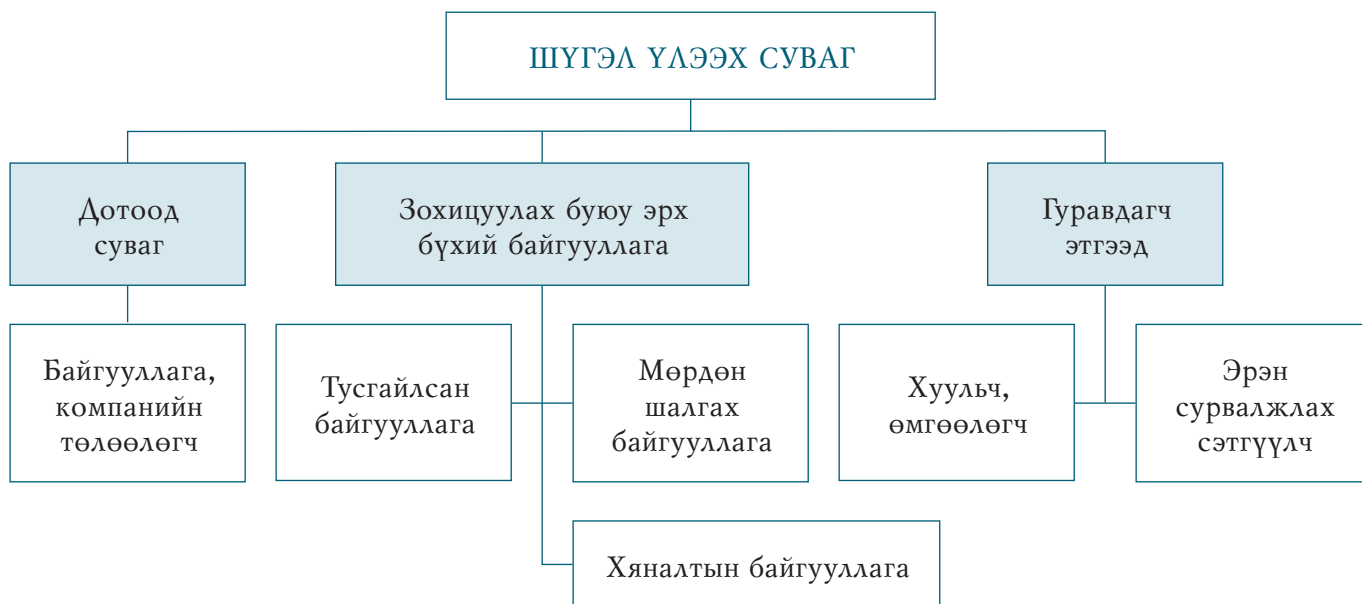 ШҮГЭЛ ҮЛЭЭХ СУВАГ
Дотоод
суваг
Зохицуулах буюу эрх
бүхий байгууллага
Гуравдагч
этгээд
Байгууллага,
компанийн
төлөөлөгч
Тусгайлсан
байгууллага
Мөрдөн
шалгах
байгууллага
Хуульч,
өмгөөлөгч
Эрэн
сурвалжлах
сэтгүүлч
Хяналтын байгууллага